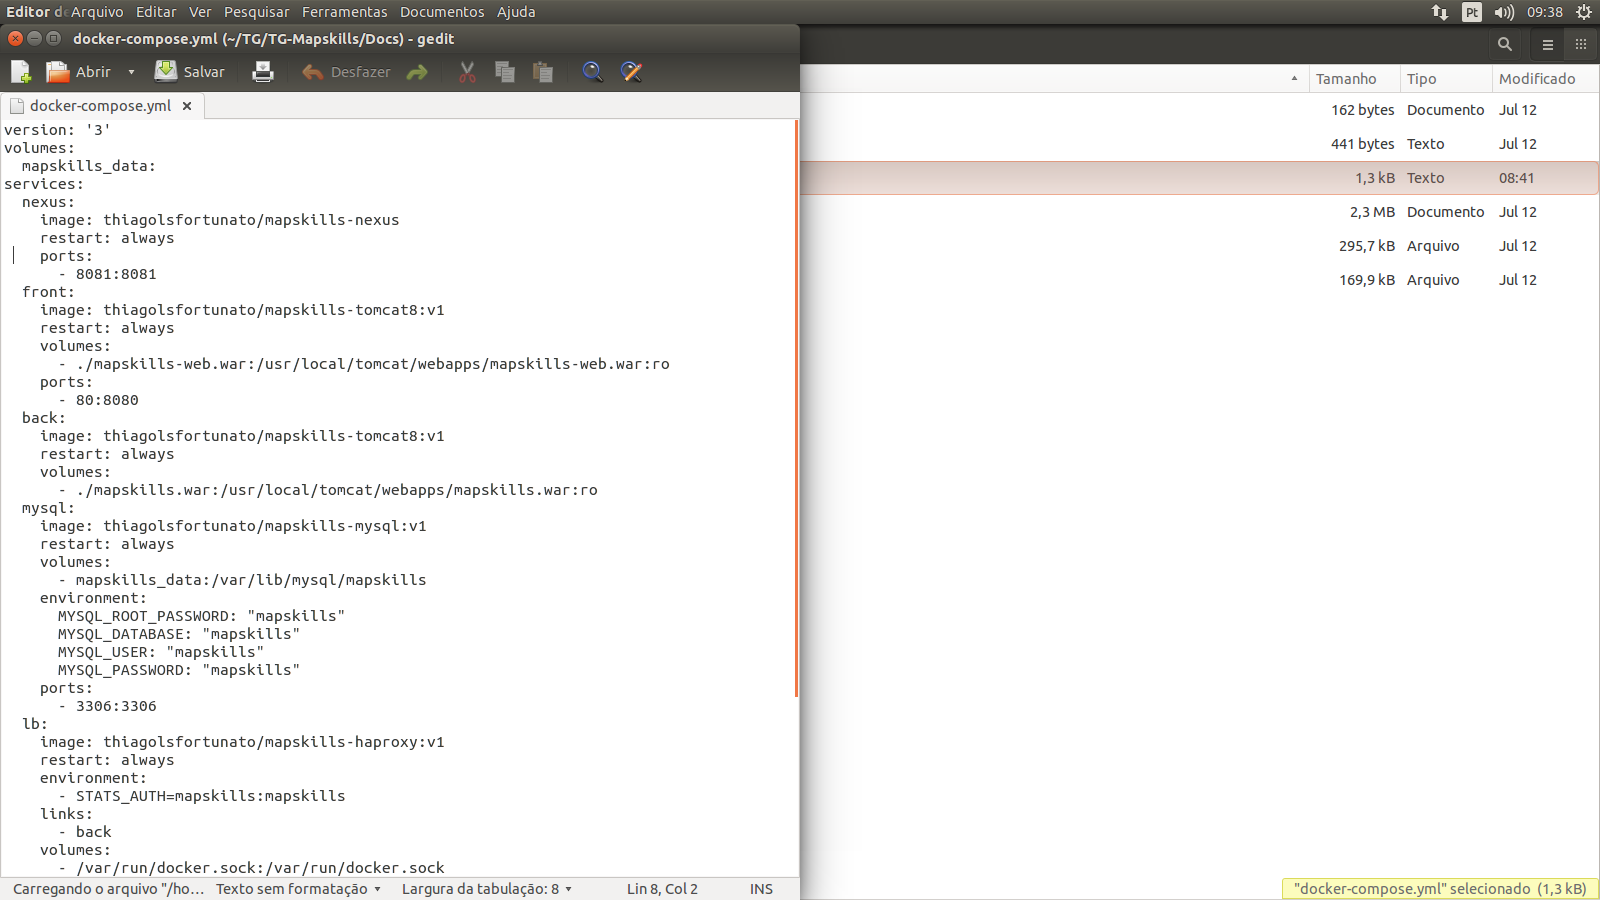 Editor de Arquivo Editar Ver Pesquisar Ferramentas Documentos Ajuda
Pt 09:38
docker-compose.yml (~/TG/TG-Mapskills/Docs) - gedit
Abrir Salvar Desfazer
docker-compose.yml
Tamanho Tipo Modificado
162 bytes Documento Jul 12
441 bytes Texto Jul 12
1,3 kB Texto 08:41
2,3 MB Documento Jul 12
295,7 kB Arquivo Jul 12
169,9 kB Arquivo Jul 12
version: '3'
volumes:
  mapskills_data:
services:
  nexus:
    image: thiagolsfortunato/mapskills-nexus
    restart: always
    ports:
      - 8081:8081
  front:
    image: thiagolsfortunato/mapskills-tomcat8:v1
    restart: always
    volumes:
      - ./mapskills-web.war:/usr/local/tomcat/webapps/mapskills-web.war:ro
    ports:
      - 80:8080
  back:
    image: thiagolsfortunato/mapskills-tomcat8:v1
    restart: always
    volumes:
      - ./mapskills.war:/usr/local/tomcat/webapps/mapskills.war:ro
  mysql:
    image: thiagolsfortunato/mapskills-mysql:v1
    restart: always
    volumes:
      - mapskills_data:/var/lib/mysql/mapskills
    environment:
      MYSQL_ROOT_PASSWORD: "mapskills"
      MYSQL_DATABASE: "mapskills"
      MYSQL_USER: "mapskills"
      MYSQL_PASSWORD: "mapskills"
    ports:
      - 3306:3306
  lb:
    image: thiagolsfortunato/mapskills-haproxy:v1
    restart: always
    environment:
      - STATS_AUTH=mapskills:mapskills
    links:
      - back
    volumes:
      - /var/run/docker.sock:/var/run/docker.sock
Carregando o arquivo "/ho... Texto sem formatação Largura da tabulação: 8 Lin 8, Col 2 INS
"docker-compose.yml" selecionado (1,3 kB)